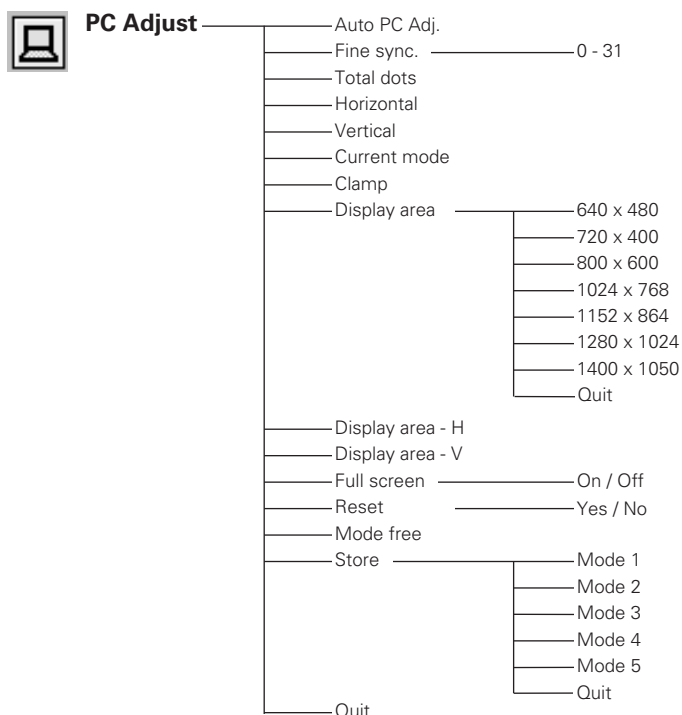 PC Adjust Auto PC Adj.
Fine sync. 0 - 31
Total dots
Horizontal
Vertical
Current mode
Clamp
Display area 640 x 480
720 x 400
800 x 600
1024 x 768
1152 x 864
1280 x 1024
1400 x 1050
Quit
Display area - H
Display area - V
Full screen On / Off
Reset Yes / No
Mode free
Store Mode 1
Mode 2
Mode 3
Mode 4
Mode 5
Quit
Quit